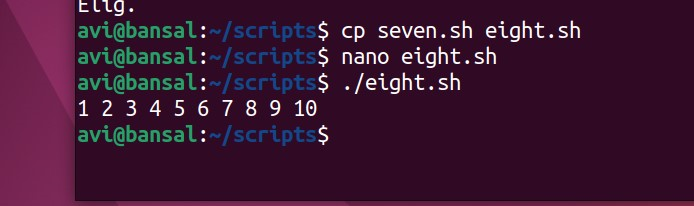 Elig.
avi@bansal:~/scripts$ cp seven.sh eight.sh
avi@bansal:~/scripts$ nano eight.sh
avi@bansal:~/scripts$ ./eight.sh
1 2 3 4 5 6 7 8 9 10
avi@bansal:~/scripts$